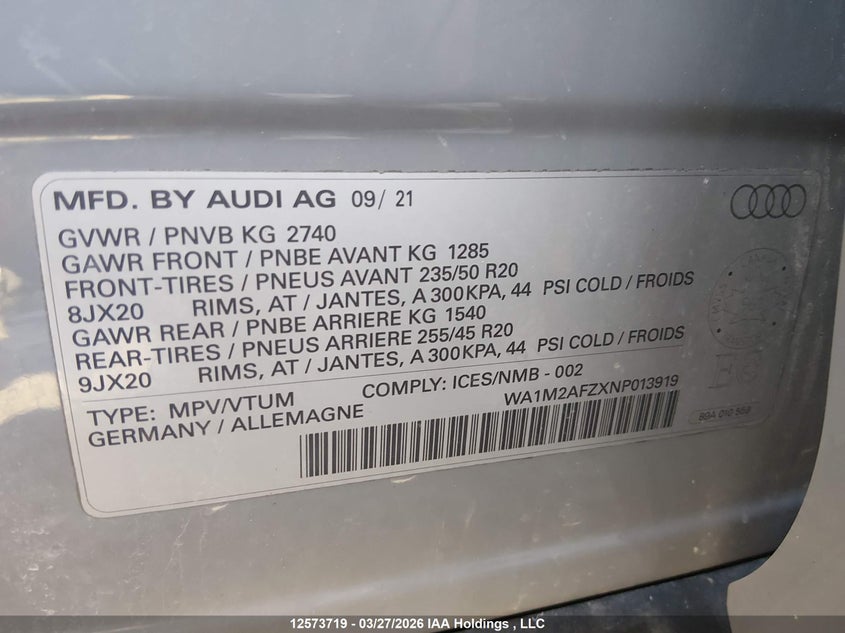 MFD. BY AUDI AG 09/ 21
GVWR / PNVB KG 2740
GAWR FRONT / PNBE AVANT KG 1285
FRONT-TIRES / PNEUS AVANT 235/50 R20
8JX20 RIMS, AT / JANTES, A 300KPA, 44 PSI COLD / FROIDS
GAWR REAR / PNBE ARRIERE KG 1540
REAR-TIRES / PNEUS ARRIERE 255/45 R20
9JX20 RIMS, AT / JANTES, A 300KPA, 44 PSI COLD / FROIDS
TYPE: MPV/VTUM COMPLY: ICES/NMB - 002
GERMANY / ALLEMAGNE WA1M2AFZXNP013919
12573719 - 03/27/2026 IAA Holdings , LLC